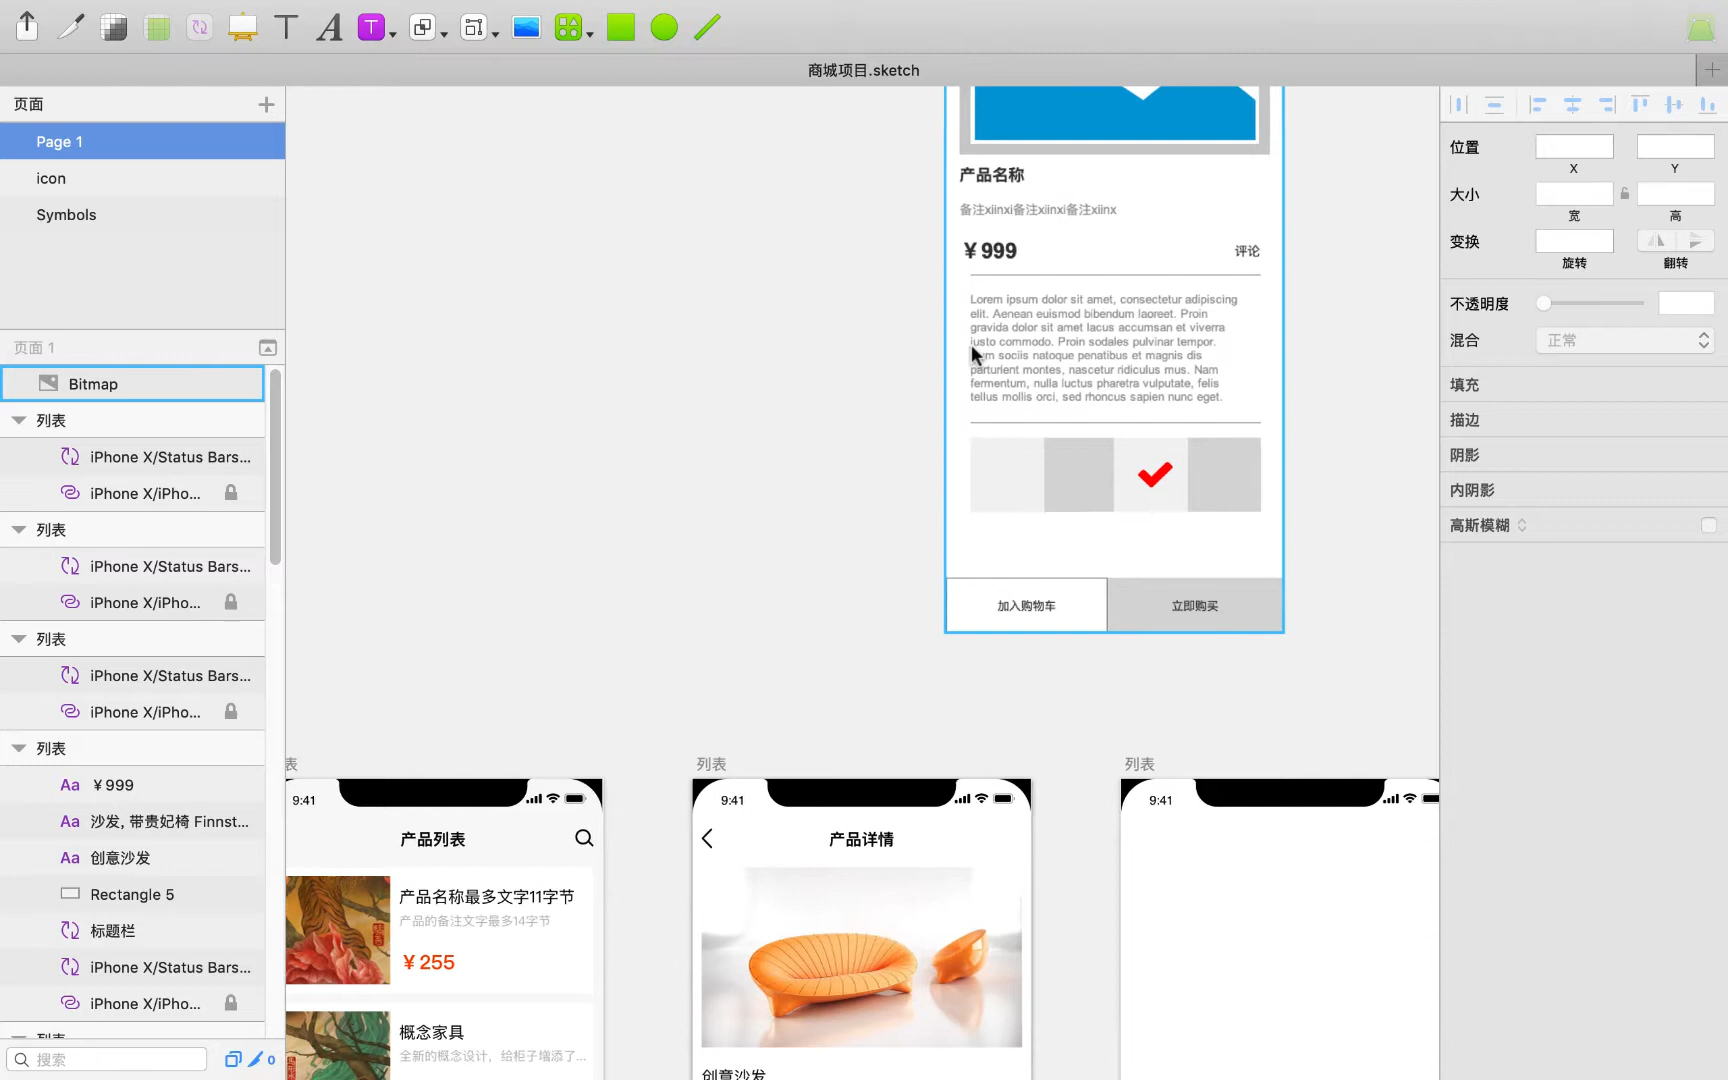 商城项目.sketch
页面
Page 1
icon
Symbols
页面 1
Bitmap
列表
iPhone X/Status Bars...
iPhone X/iPho...
列表
iPhone X/Status Bars...
iPhone X/iPho...
列表
iPhone X/Status Bars...
iPhone X/iPho...
列表
Aa ¥999
Aa 沙发, 带贵妃椅 Finnst...
Aa 创意沙发
Rectangle 5
标题栏
iPhone X/Status Bars...
iPhone X/iPho...
搜索
0
产品名称
备注xiinxi备注xiinxi备注xiinx
¥ 999
评论
Lorem ipsum dolor sit amet, consectetur adipiscing
elit. Aenean euismod bibendum laoreet. Proin
gravida dolor sit amet lacus accumsan et viverra
justo commodo. Proin sodales pulvinar tempor.
sociis natoque penatibus et magnis dis
parturient montes, nascetur ridiculus mus. Nam
fermentum, nulla luctus pharetra vulputate, felis
tellus mollis orci, sed rhoncus sapien nunc eget.
加入购物车
立即购买
表
9:41
产品列表
产品名称最多文字11字节
产品的备注文字最多14字节
¥ 255
概念家具
全新的概念设计，给柜子增添了...
列表
9:41
产品详情
创意沙发
列表
9:41
位置
X
Y
大小
宽
高
变换
旋转
翻转
不透明度
混合
正常
填充
描边
阴影
内阴影
高斯模糊